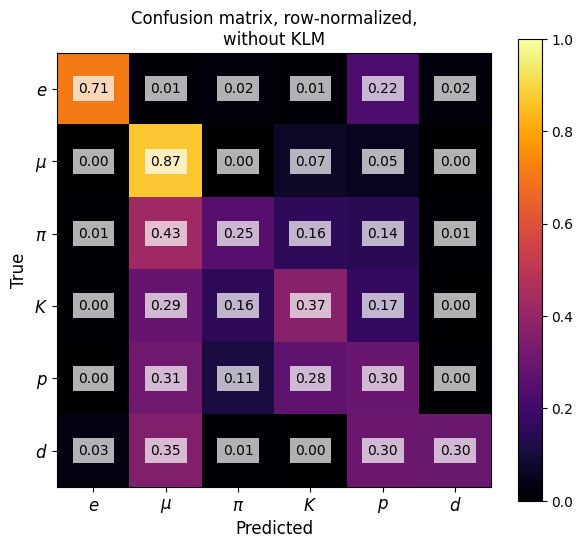 Confusion matrix, row-normalized,
without KLM
e 0.71 0.01 0.02 0.01 0.22 0.02
μ 0.00 0.87 0.00 0.07 0.05 0.00
π 0.01 0.43 0.25 0.16 0.14 0.01
K 0.00 0.29 0.16 0.37 0.17 0.00
p 0.00 0.31 0.11 0.28 0.30 0.00
d 0.03 0.35 0.01 0.00 0.30 0.30
e μ π K p d
True
Predicted
1.0
0.8
0.6
0.4
0.2
0.0